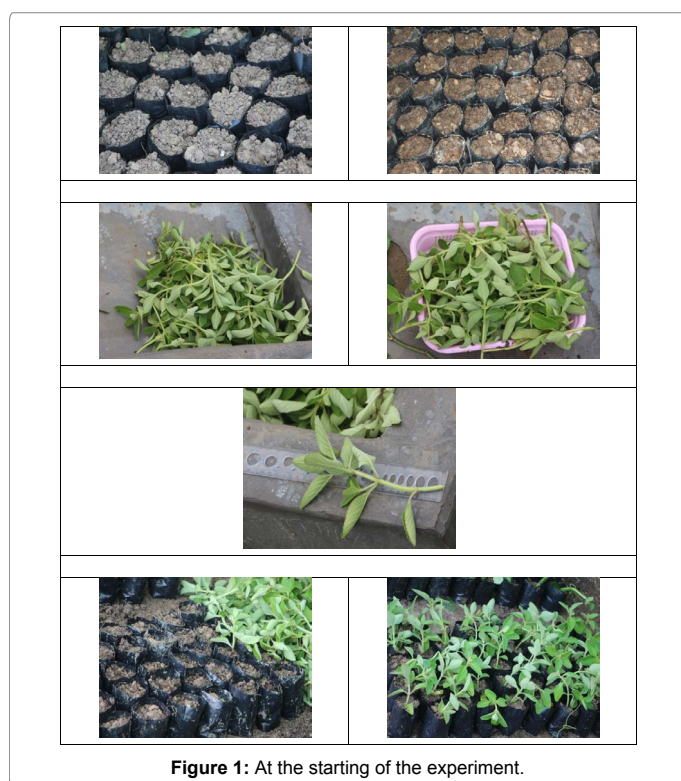 Figure 1: At the starting of the experiment.